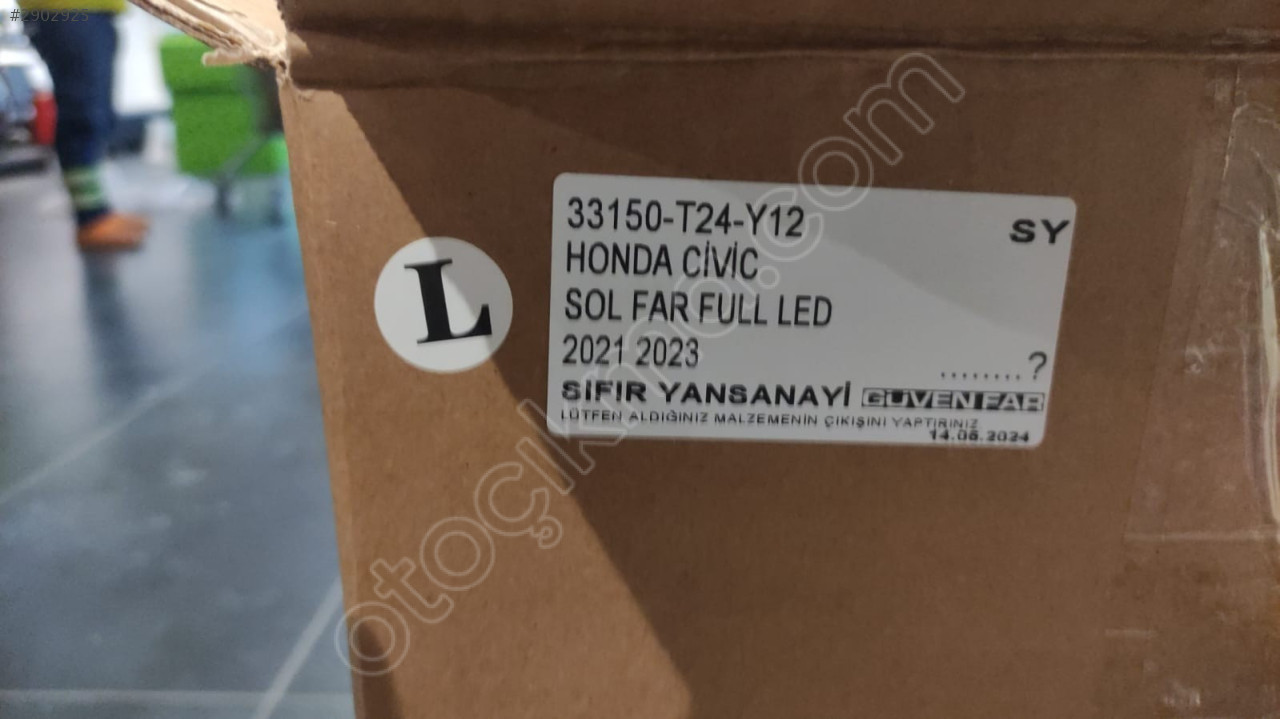 #2902925
33150-T24-Y12
SY
HONDA CİVİC
SOL FAR FULL LED
2021 2023
........?
SIFIR YANSANAYİ GÜVEN FAR
LÜTFEN ALDIĞINIZ MALZEMENİN ÇIKIŞINI YAPTIRINIZ
14.06.2024
L
otoçıkma.com